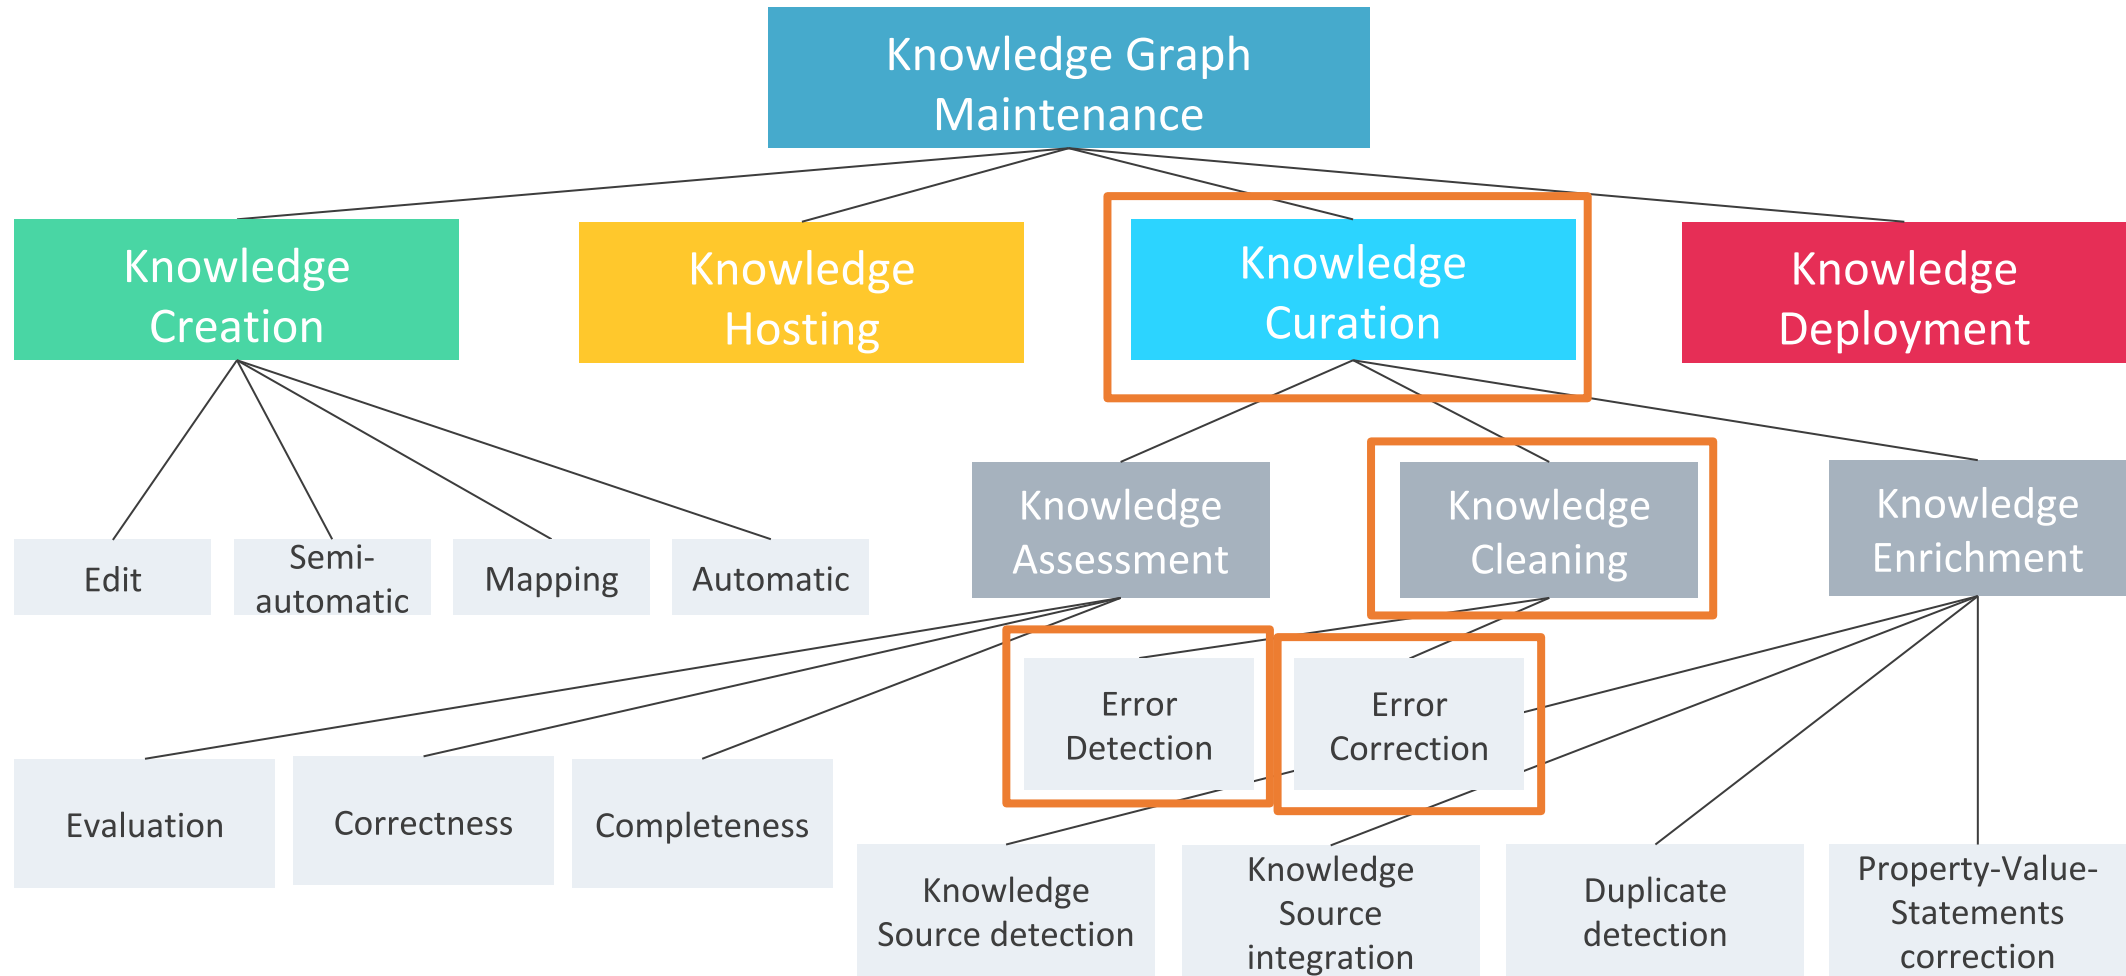 Knowledge Graph
Maintenance
Knowledge
Creation
Knowledge
Hosting
Knowledge
Curation
Knowledge
Deployment
Edit
Semi-
automatic
Mapping
Automatic
Knowledge
Assessment
Knowledge
Cleaning
Knowledge
Enrichment
Evaluation
Correctness
Completeness
Error
Detection
Error
Correction
Knowledge
Source detection
Knowledge
Source
integration
Duplicate
detection
Property-Value-
Statements
correction